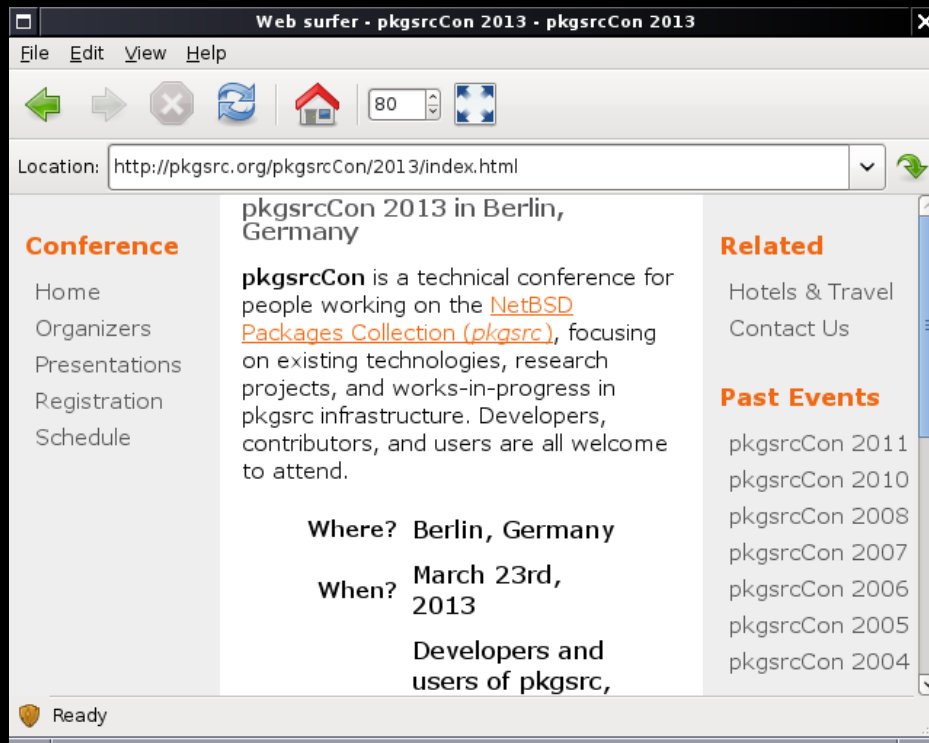 Web surfer - pkgsrcCon 2013 - pkgsrcCon 2013
File Edit View Help
80
Location: http://pkgsrc.org/pkgsrcCon/2013/index.html
Conference
Home
Organizers
Presentations
Registration
Schedule
pkgsrcCon 2013 in Berlin,
Germany
pkgsrcCon is a technical conference for
people working on the NetBSD
Packages Collection (pkgsrc), focusing
on existing technologies, research
projects, and works-in-progress in
pkgsrc infrastructure. Developers,
contributors, and users are all welcome
to attend.
Where? Berlin, Germany
When? March 23rd,
2013
Developers and
users of pkgsrc,
Related
Hotels & Travel
Contact Us
Past Events
pkgsrcCon 2011
pkgsrcCon 2010
pkgsrcCon 2008
pkgsrcCon 2007
pkgsrcCon 2006
pkgsrcCon 2005
pkgsrcCon 2004
Ready